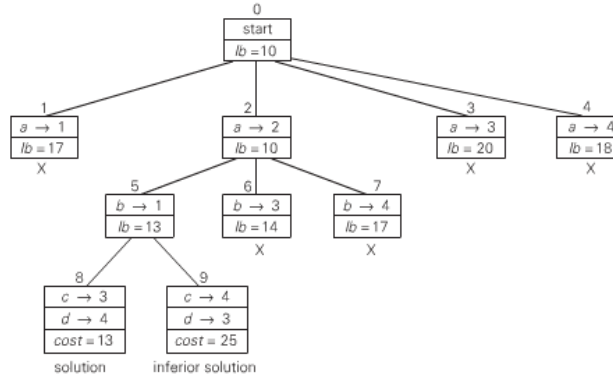 0
start
lb = 10
1
a → 1
lb = 17
X
2
a → 2
lb = 10
3
a → 3
lb = 20
X
4
a → 4
lb = 18
X
5
b → 1
lb = 13
6
b → 3
lb = 14
X
7
b → 4
lb = 17
X
8
c → 3
d → 4
cost = 13
solution
9
c → 4
d → 3
cost = 25
inferior solution